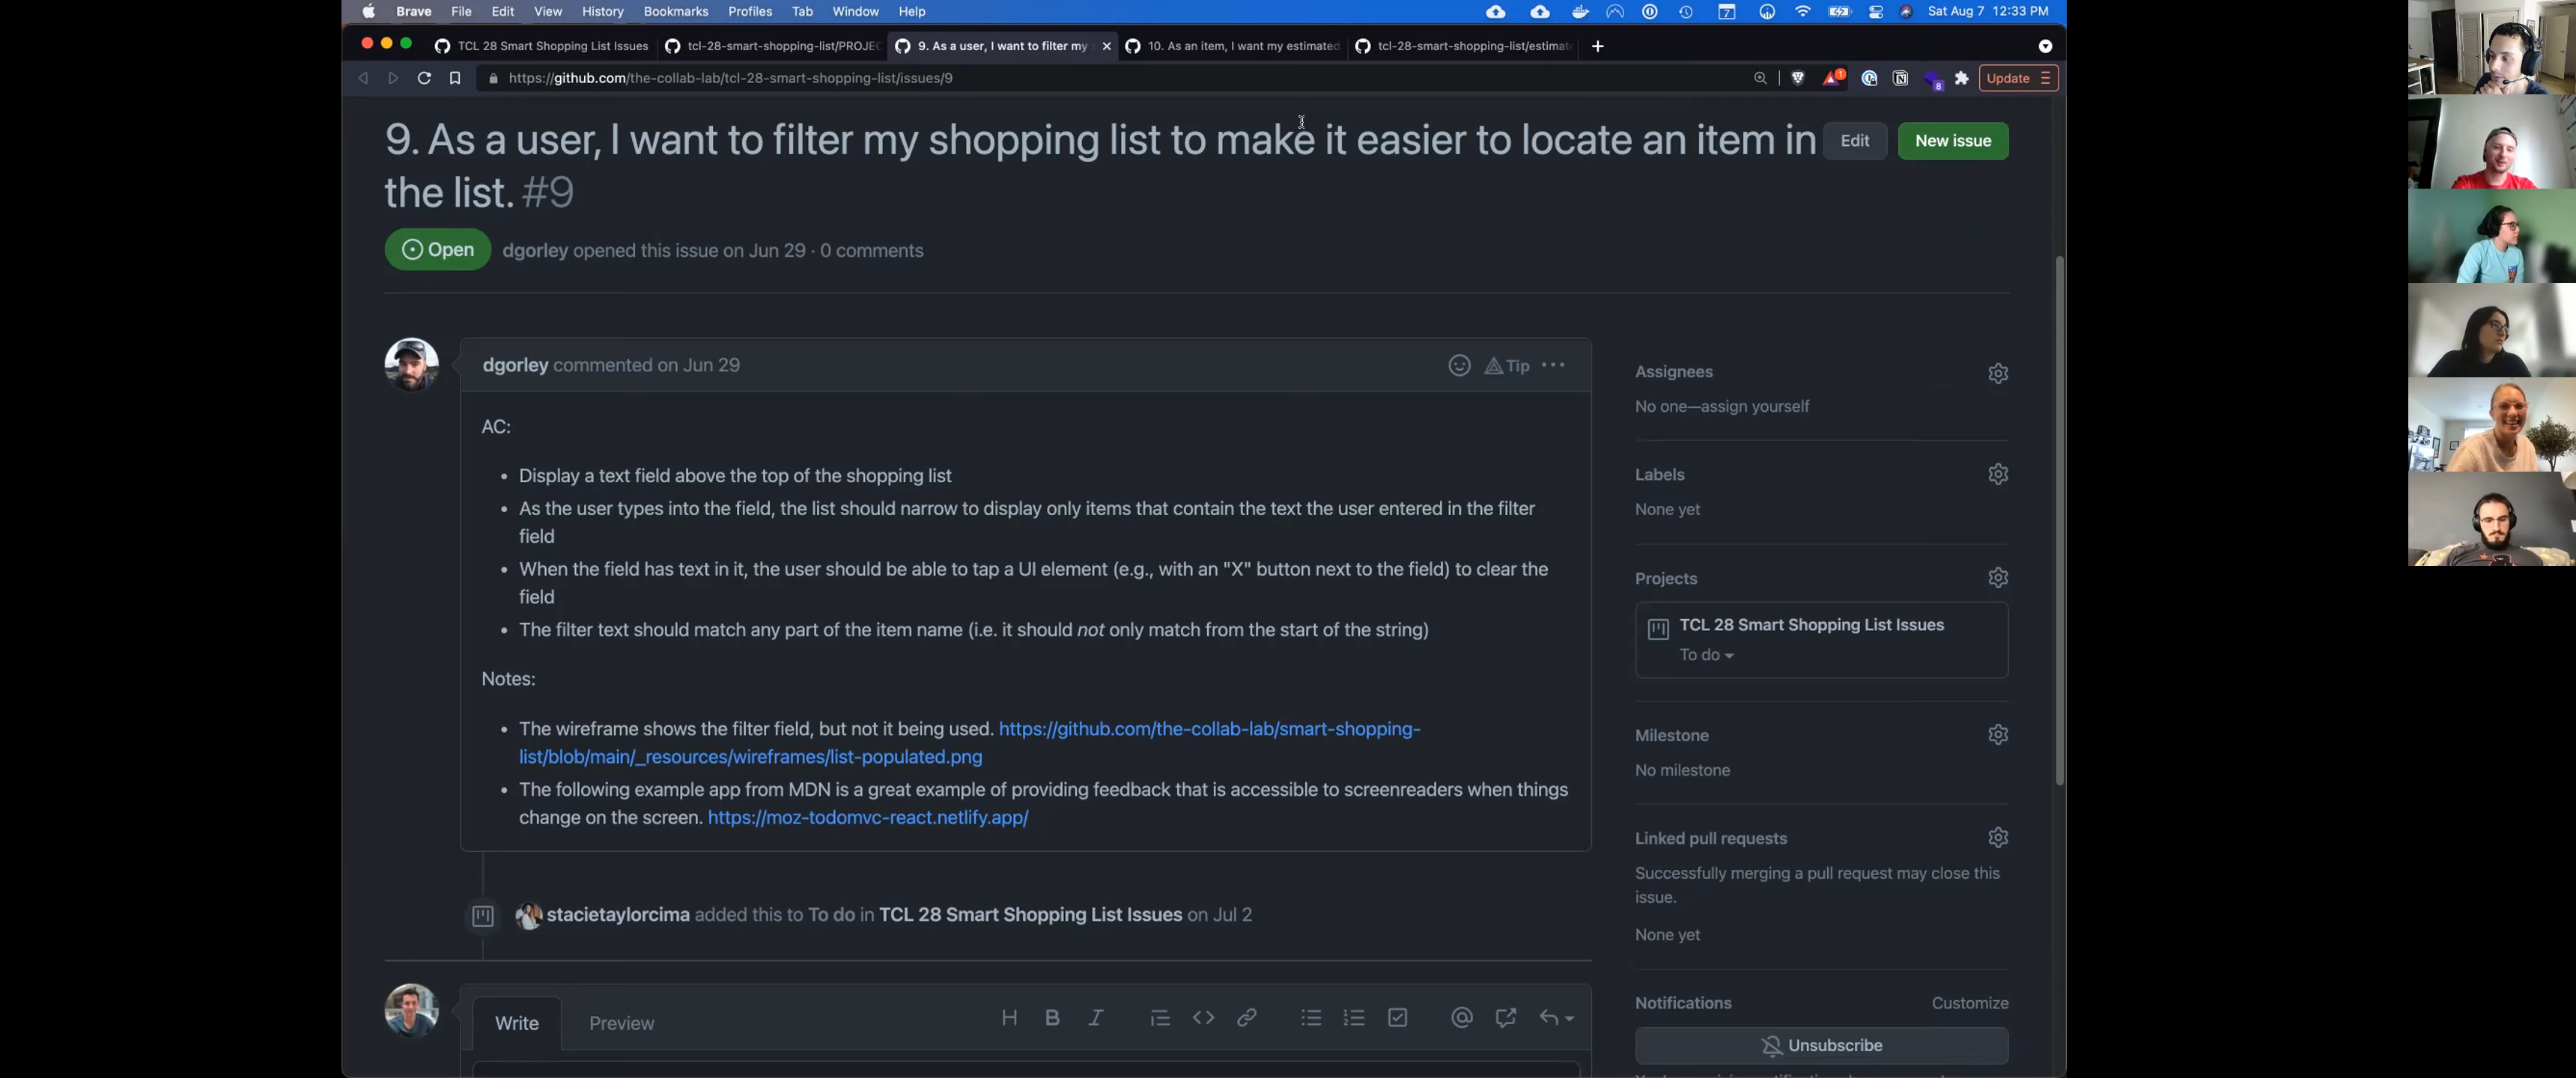 Brave File Edit View History Bookmarks Profiles Tab Window Help
7
Sat Aug 7 12:33 PM
TCL 28 Smart Shopping List Issues
tcl-28-smart-shopping-list/PROJEC
9. As a user, I want to filter my
10. As an item, I want my estimated
tcl-28-smart-shopping-list/estimat
https://github.com/the-collab-lab/tcl-28-smart-shopping-list/issues/9
1
8
Update
9. As a user, I want to filter my shopping list to make it easier to locate an item in
the list. #9
Edit
New issue
Open
dgorley opened this issue on Jun 29 · 0 comments
dgorley commented on Jun 29
Tip
AC:
• Display a text field above the top of the shopping list
• As the user types into the field, the list should narrow to display only items that contain the text the user entered in the filter
field
• When the field has text in it, the user should be able to tap a UI element (e.g., with an "X" button next to the field) to clear the
field
• The filter text should match any part of the item name (i.e. it should not only match from the start of the string)
Notes:
• The wireframe shows the filter field, but not it being used. https://github.com/the-collab-lab/smart-shopping-
list/blob/main/_resources/wireframes/list-populated.png
• The following example app from MDN is a great example of providing feedback that is accessible to screenreaders when things
change on the screen. https://moz-todomvc-react.netlify.app/
stacietaylorcima added this to To do in TCL 28 Smart Shopping List Issues on Jul 2
Write
Preview
H B I
Assignees
No one—assign yourself
Labels
None yet
Projects
TCL 28 Smart Shopping List Issues
To do
Milestone
No milestone
Linked pull requests
Successfully merging a pull request may close this
issue.
None yet
Notifications
Customize
Unsubscribe